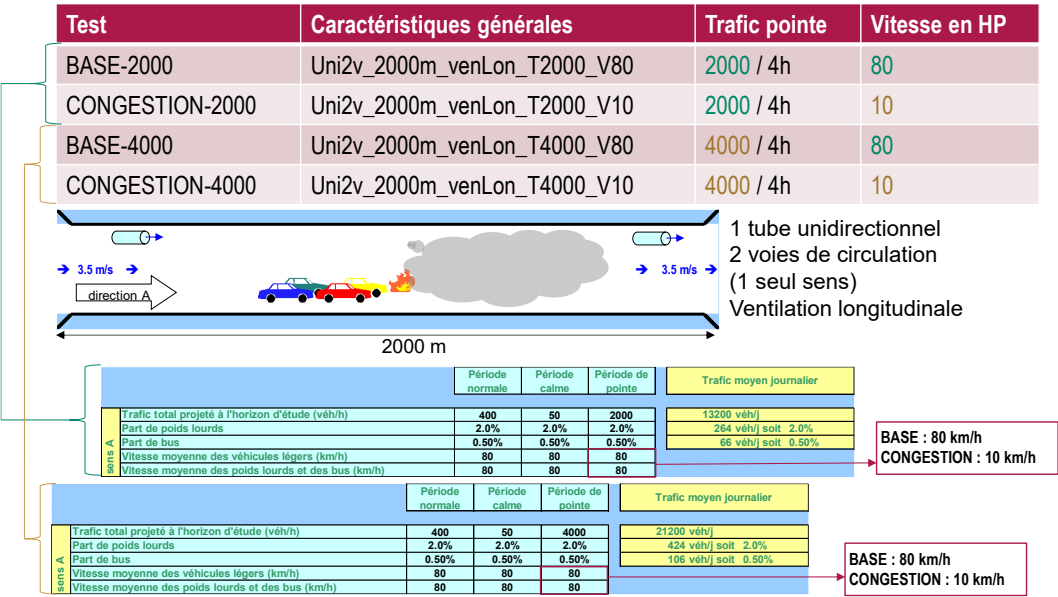 Test Caractéristiques générales Trafic pointe Vitesse en HP
BASE-2000 Uni2v_2000m_venLon_T2000_V80 2000 / 4h 80
CONGESTION-2000 Uni2v_2000m_venLon_T2000_V10 2000 / 4h 10
BASE-4000 Uni2v_2000m_venLon_T4000_V80 4000 / 4h 80
CONGESTION-4000 Uni2v_2000m_venLon_T4000_V10 4000 / 4h 10
3.5 m/s
direction A
3.5 m/s
2000 m
1 tube unidirectionnel
2 voies de circulation
(1 seul sens)
Ventilation longitudinale
Période normale Période calme Période de pointe Trafic moyen journalier
sens A
Trafic total projeté à l'horizon d'étude (véh/h) 400 50 2000 13200 véh/j
Part de poids lourds 2.0% 2.0% 2.0% 264 véh/j soit 2.0%
Part de bus 0.50% 0.50% 0.50% 66 véh/j soit 0.50%
Vitesse moyenne des véhicules légers (km/h) 80 80 80
Vitesse moyenne des poids lourds et des bus (km/h) 80 80 80
BASE : 80 km/h
CONGESTION : 10 km/h
Période normale Période calme Période de pointe Trafic moyen journalier
sens A
Trafic total projeté à l'horizon d'étude (véh/h) 400 50 4000 21200 véh/j
Part de poids lourds 2.0% 2.0% 2.0% 424 véh/j soit 2.0%
Part de bus 0.50% 0.50% 0.50% 106 véh/j soit 0.50%
Vitesse moyenne des véhicules légers (km/h) 80 80 80
Vitesse moyenne des poids lourds et des bus (km/h) 80 80 80
BASE : 80 km/h
CONGESTION : 10 km/h